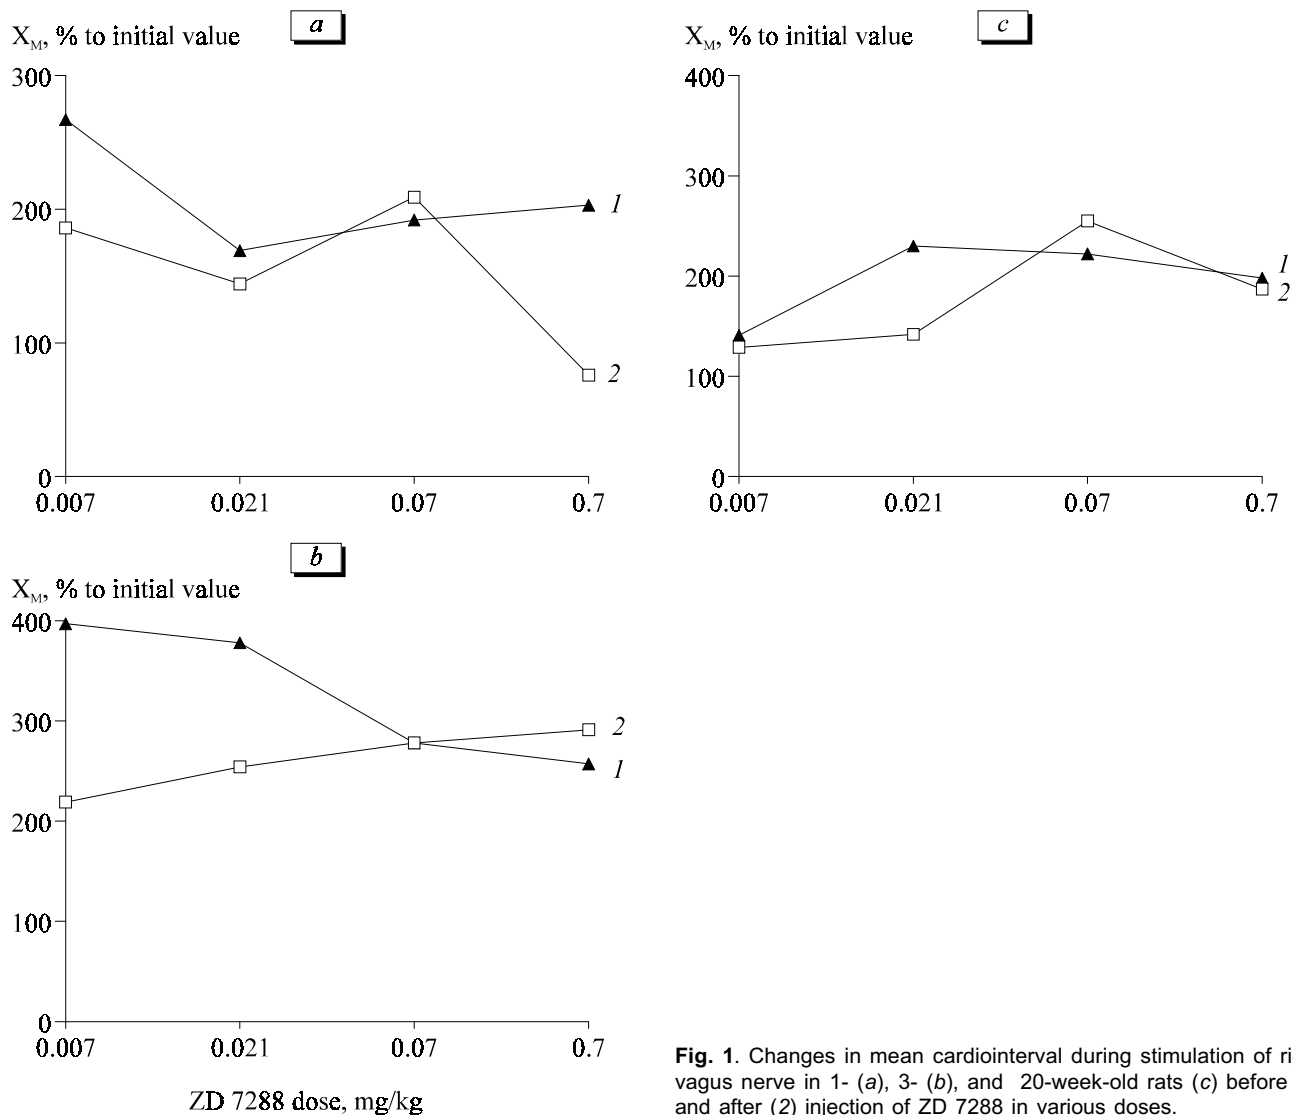 a
X_M, % to initial value
300
200
100
0
0.007 0.021 0.07 0.7
1
2
c
X_M, % to initial value
400
300
200
100
0
0.007 0.021 0.07 0.7
1
2
b
X_M, % to initial value
400
300
200
100
0
0.007 0.021 0.07 0.7
2
1
ZD 7288 dose, mg/kg
Fig. 1. Changes in mean cardiointerval during stimulation of
vagus nerve in 1- (a), 3- (b), and 20-week-old rats (c) before
and after (2) injection of ZD 7288 in various doses.